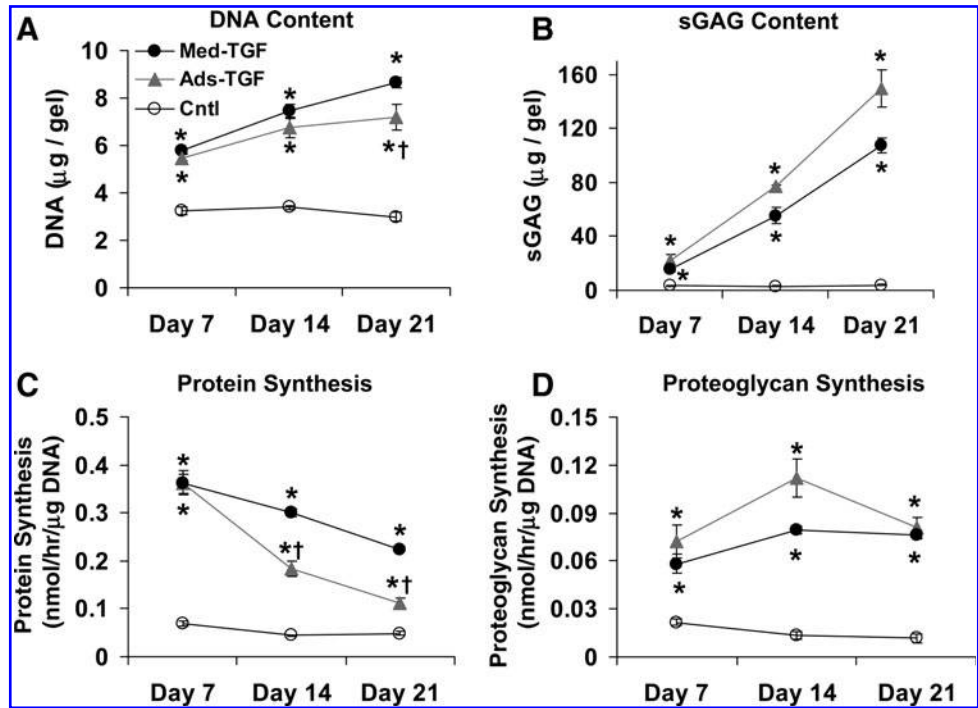 A
DNA Content
10
8
6
4
2
0
DNA (µg / gel)
Med-TGF
Ads-TGF
Cntl
*
*
*
*
*
*†
Day 7
Day 14
Day 21
B
sGAG Content
160
120
80
40
0
sGAG (µg / gel)
*
*
*
*
*
*
Day 7
Day 14
Day 21
C
Protein Synthesis
0.5
0.4
0.3
0.2
0.1
0
Protein Synthesis
(nmol/hr/µg DNA)
*
*
*
*
*†
*†
Day 7
Day 14
Day 21
D
Proteoglycan Synthesis
0.15
0.12
0.09
0.06
0.03
0
Proteoglycan Synthesis
(nmol/hr/µg DNA)
*
*
*
*
*
*
Day 7
Day 14
Day 21